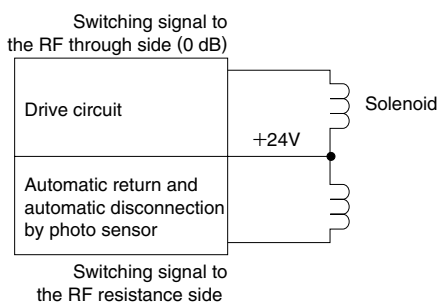 Switching signal to
the RF through side (0 dB)
Drive circuit
Solenoid
+24V
Automatic return and
automatic disconnection
by photo sensor
Switching signal to
the RF resistance side